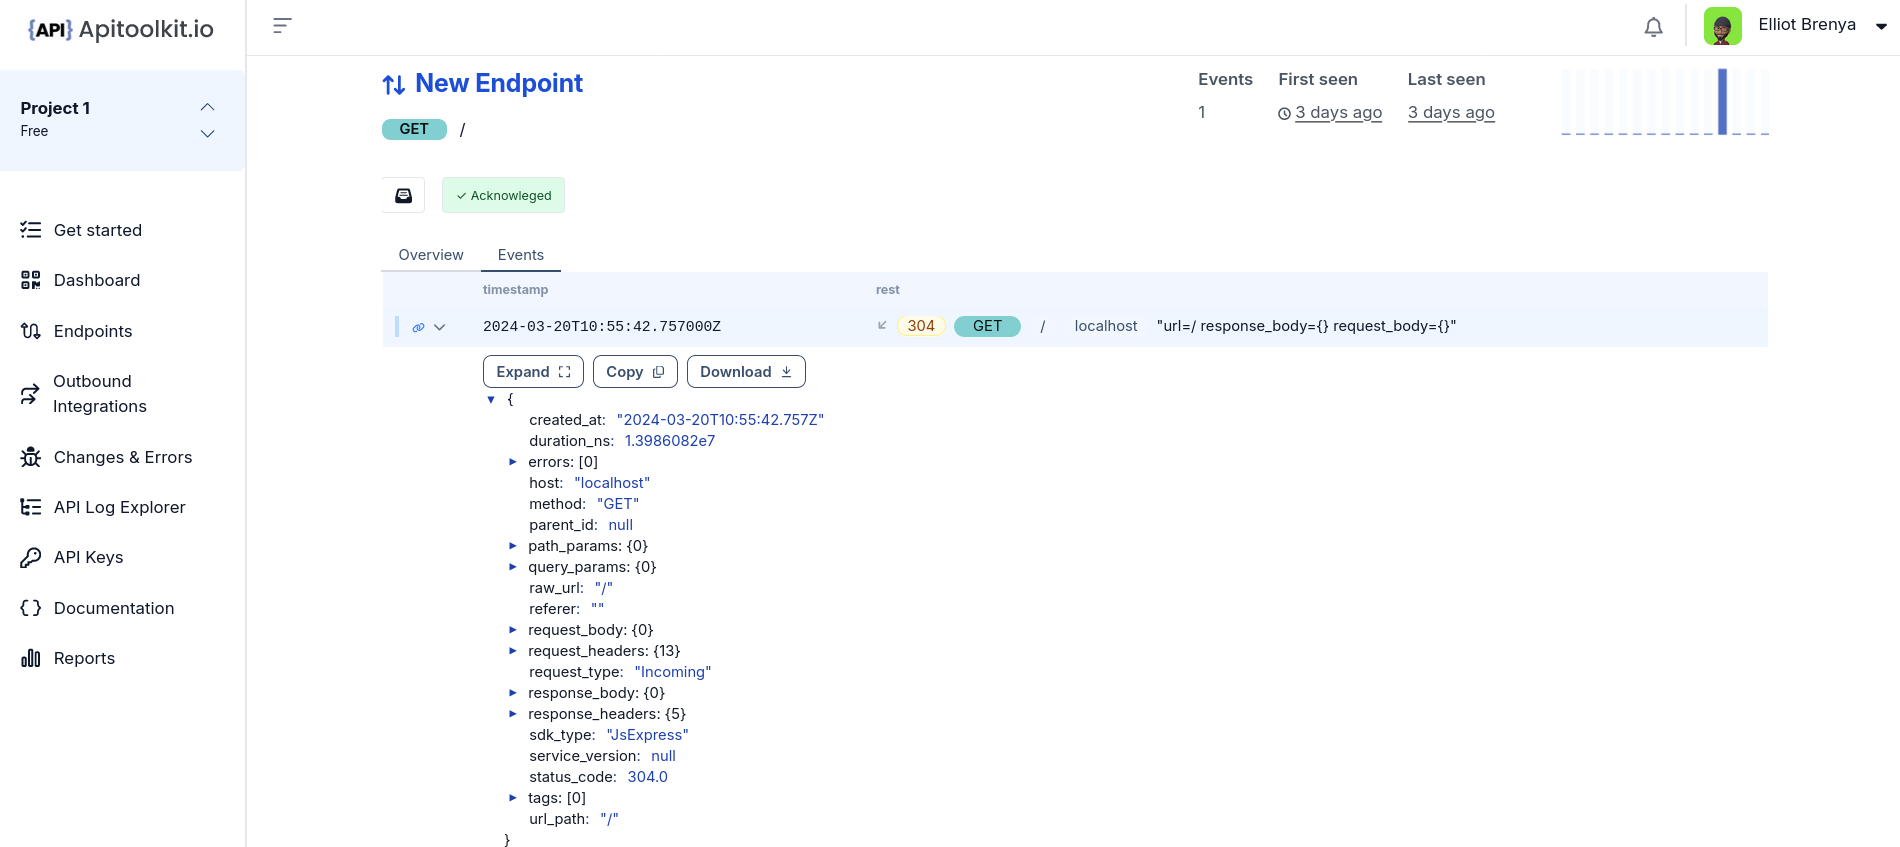 {API} Apitoolkit.io
Elliot Brenya
Project 1
Free
Get started
Dashboard
Endpoints
Outbound
Integrations
Changes & Errors
API Log Explorer
API Keys
Documentation
Reports
New Endpoint
GET /
Events First seen Last seen
1 3 days ago 3 days ago
Acknowleged
Overview Events
timestamp rest
2024-03-20T10:55:42.757000Z 304 GET / localhost "url=/ response_body={} request_body={}"
Expand Copy Download
{
created_at: "2024-03-20T10:55:42.757Z"
duration_ns: 1.3986082e7
errors: [0]
host: "localhost"
method: "GET"
parent_id: null
path_params: {0}
query_params: {0}
raw_url: "/"
referer: ""
request_body: {0}
request_headers: {13}
request_type: "Incoming"
response_body: {0}
response_headers: {5}
sdk_type: "JsExpress"
service_version: null
status_code: 304.0
tags: [0]
url_path: "/"
}